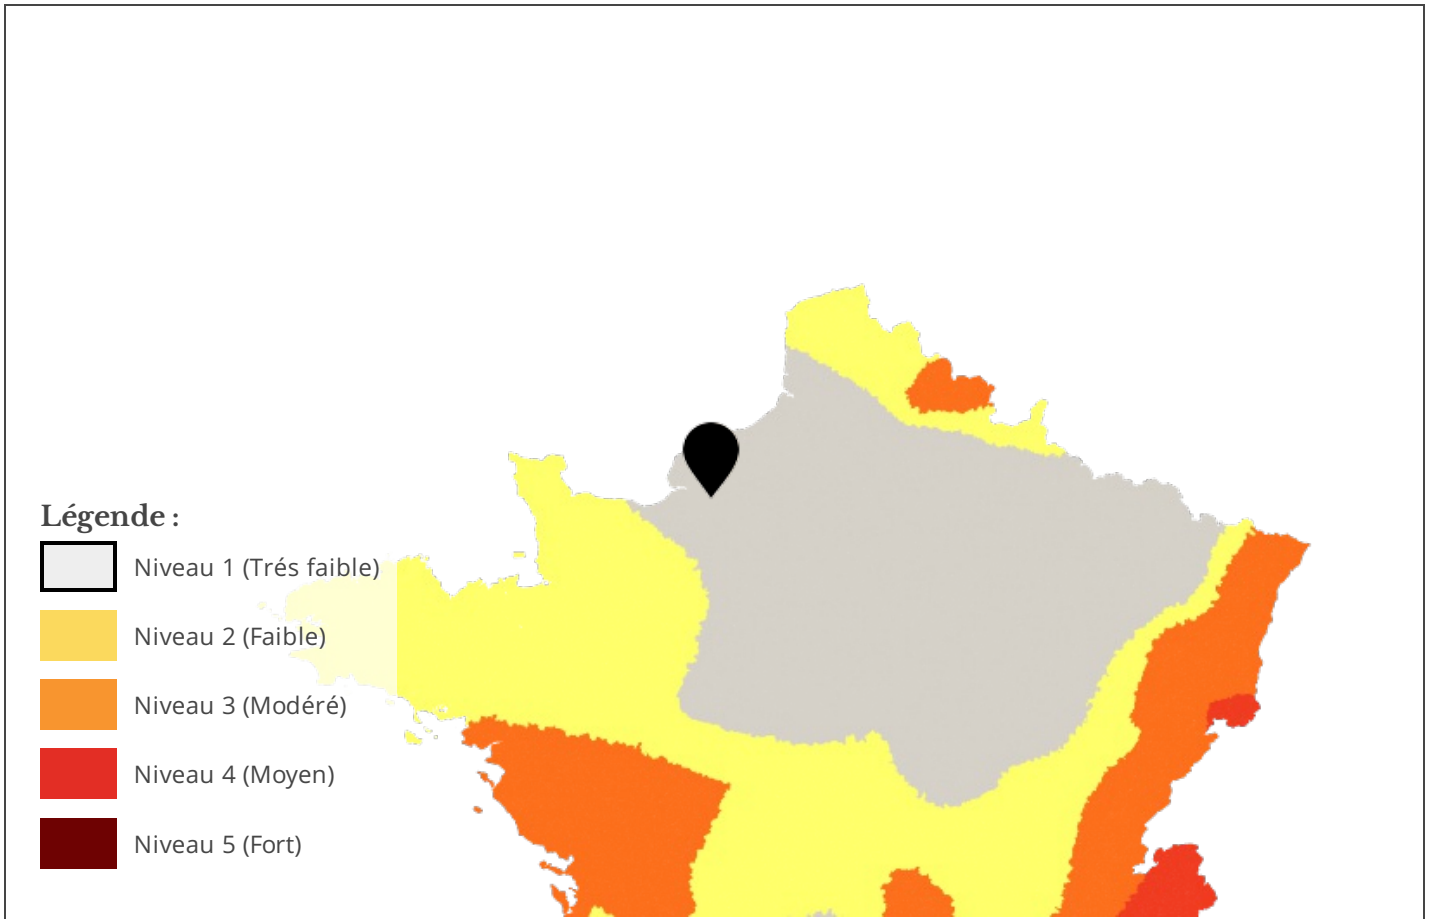 Légende :
Niveau 1 (Trés faible)
Niveau 2 (Faible)
Niveau 3 (Modéré)
Niveau 4 (Moyen)
Niveau 5 (Fort)